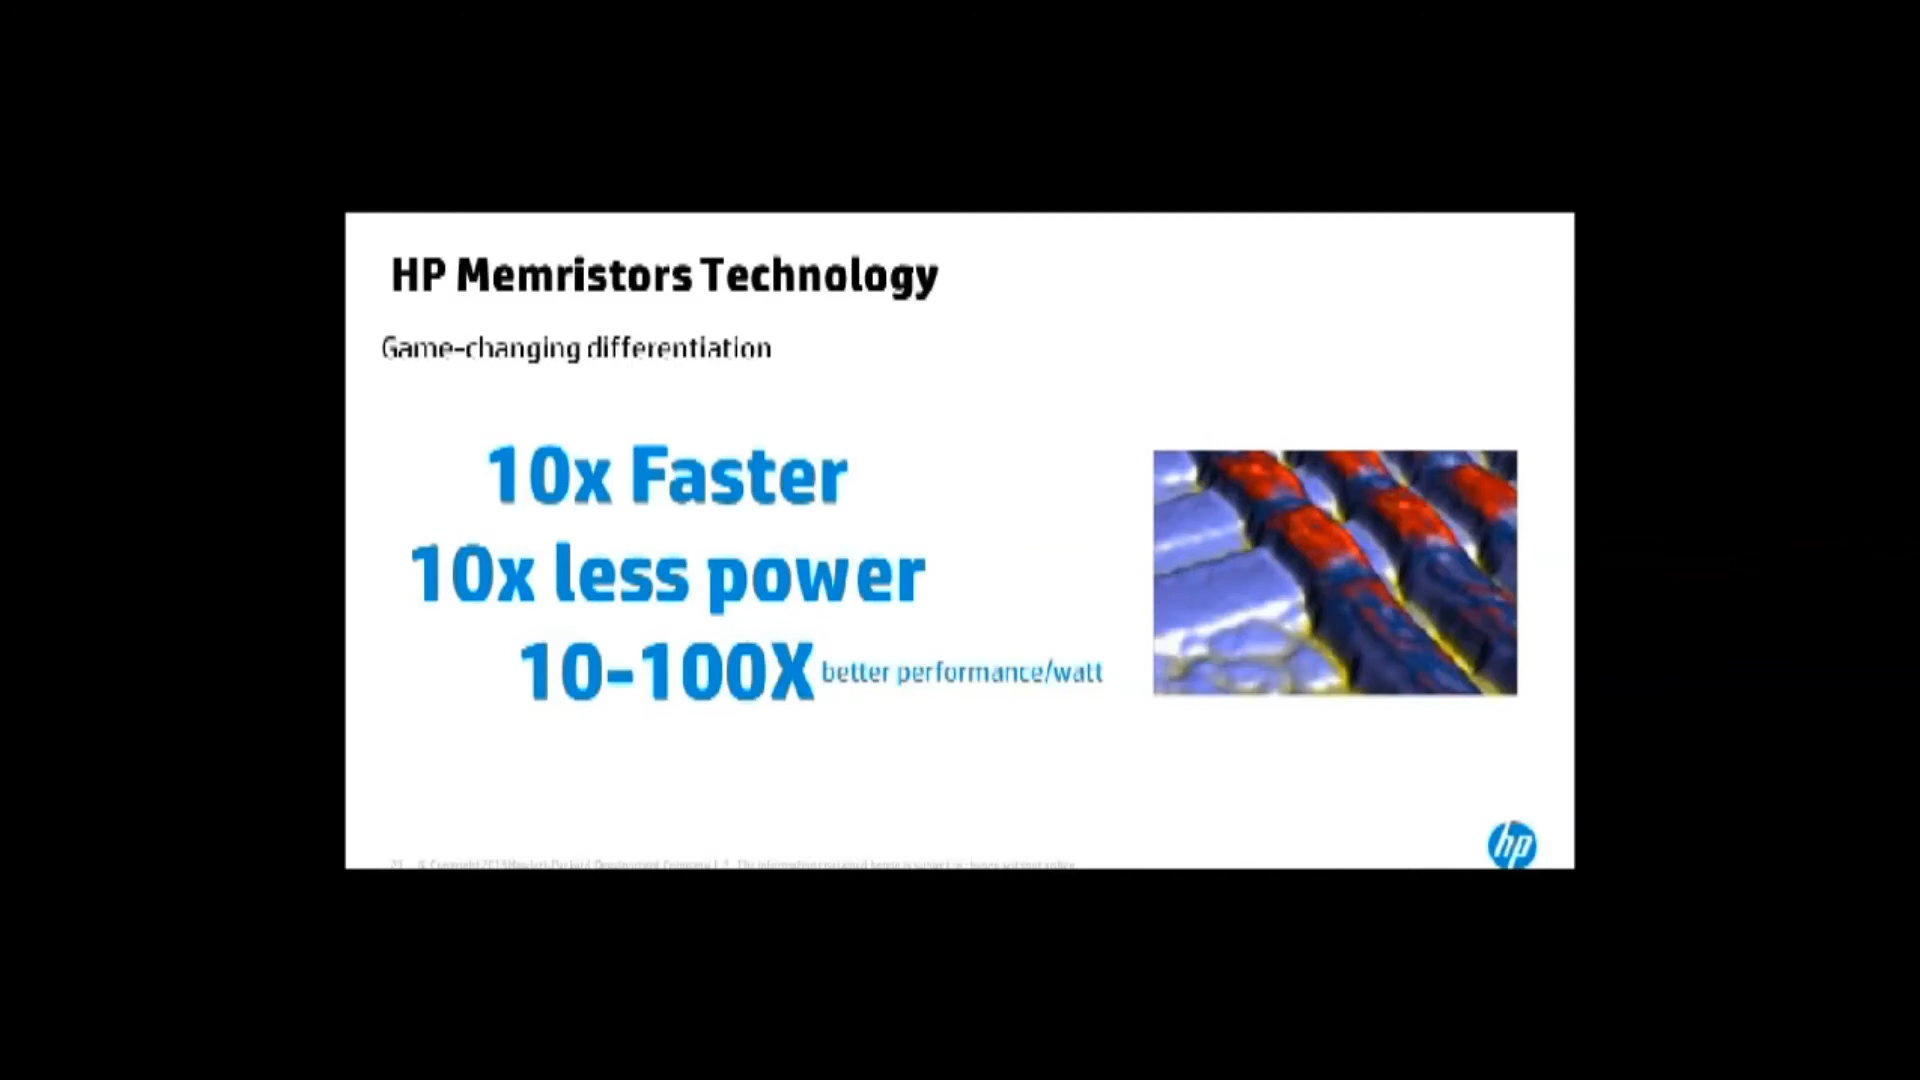 HP Memristors Technology
Game-changing differentiation
10x Faster
10x less power
10-100X better performance/watt
hp